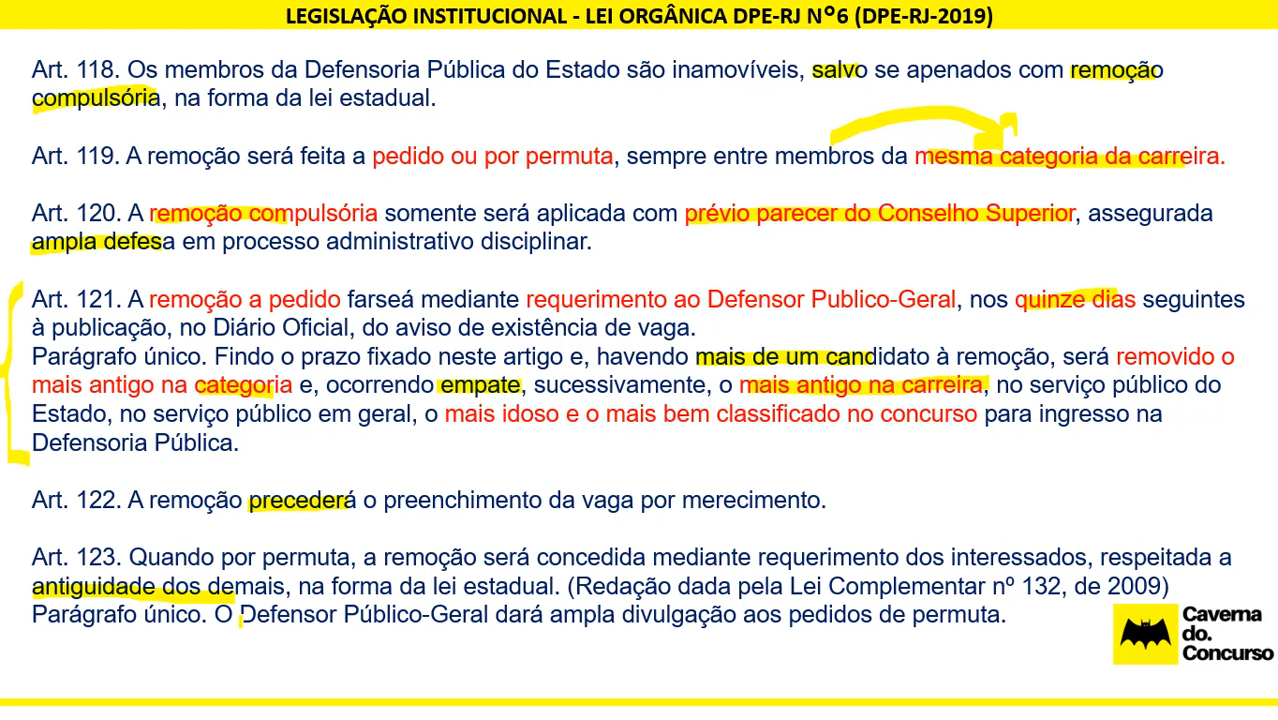 LEGISLAÇÃO INSTITUCIONAL - LEI ORGÂNICA DPE-RJ Nº6 (DPE-RJ-2019)
Art. 118. Os membros da Defensoria Pública do Estado são inamovíveis, salvo se apenados com remoção
compulsória, na forma da lei estadual.
Art. 119. A remoção será feita a pedido ou por permuta, sempre entre membros da mesma categoria da carreira.
Art. 120. A remoção compulsória somente será aplicada com prévio parecer do Conselho Superior, assegurada
ampla defesa em processo administrativo disciplinar.
Art. 121. A remoção a pedido farseá mediante requerimento ao Defensor Publico-Geral, nos quinze dias seguintes
à publicação, no Diário Oficial, do aviso de existência de vaga.
Parágrafo único. Findo o prazo fixado neste artigo e, havendo mais de um candidato à remoção, será removido o
mais antigo na categoria e, ocorrendo empate, sucessivamente, o mais antigo na carreira, no serviço público do
Estado, no serviço público em geral, o mais idoso e o mais bem classificado no concurso para ingresso na
Defensoria Pública.
Art. 122. A remoção precederá o preenchimento da vaga por merecimento.
Art. 123. Quando por permuta, a remoção será concedida mediante requerimento dos interessados, respeitada a
antiguidade dos demais, na forma da lei estadual. (Redação dada pela Lei Complementar nº 132, de 2009)
Parágrafo único. O Defensor Público-Geral dará ampla divulgação aos pedidos de permuta.
Caverna
do.
Concurso